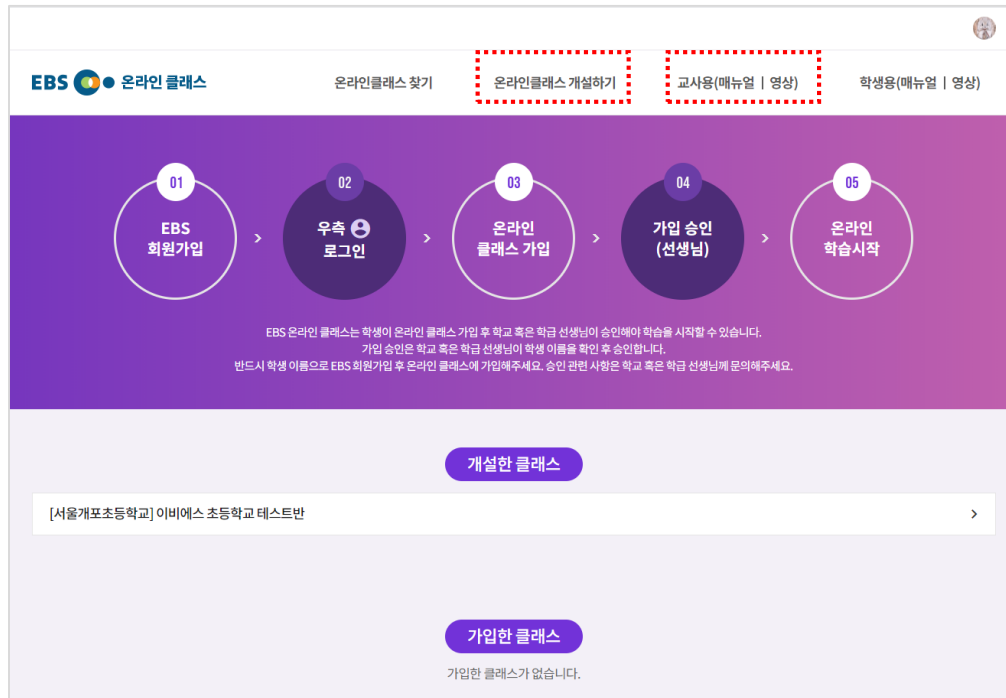 EBS 온라인 클래스
온라인클래스 찾기
온라인클래스 개설하기
교사용(매뉴얼 | 영상)
학생용(매뉴얼 | 영상)
01
EBS
회원가입
>
02
우측
로그인
>
03
온라인
클래스 가입
>
04
가입 승인
(선생님)
>
05
온라인
학습시작
EBS 온라인 클래스는 학생이 온라인 클래스 가입 후 학교 혹은 학급 선생님이 승인해야 학습을 시작할 수 있습니다.
가입 승인은 학교 혹은 학급 선생님이 학생 이름을 확인 후 승인합니다.
반드시 학생 이름으로 EBS 회원가입 후 온라인 클래스에 가입해주세요. 승인 관련 사항은 학교 혹은 학급 선생님께 문의해주세요.
개설한 클래스
[서울개포초등학교] 이비에스 초등학교 테스트반 >
가입한 클래스
가입한 클래스가 없습니다.